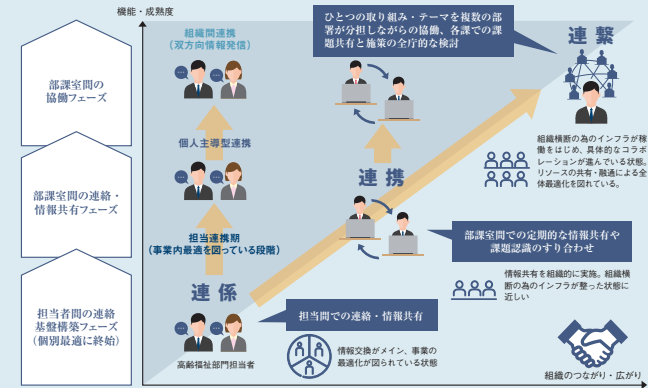 機能・成熟度
部課室間の
協働フェーズ
部課室間の連絡・
情報共有フェーズ
担当者間の連絡
基盤構築フェーズ
(個別最適に終始)
組織間連携
(双方向情報発信)
個人主導型連携
担当連携期
(事業内最適を図っている段階)
連係
高齢福祉部門担当者
ひとつの取り組み・テーマを複数の部
署が分担しながらの協働、各課での課
題共有と施策の全庁的な検討
連携
連繋
組織横断の為のインフラが稼
働をはじめ、具体的なコラボ
レーションが進んでいる状態。
リソースの共有・融通による全
体最適化を図れている。
部課室間での定期的な情報共有や
課題認識のすり合わせ
情報共有を組織的に実施。組織横
断の為のインフラが整った状態に
近しい
担当間での連絡・情報共有
情報交換がメイン、事業の
最適化が図られている状態
組織のつながり・広がり